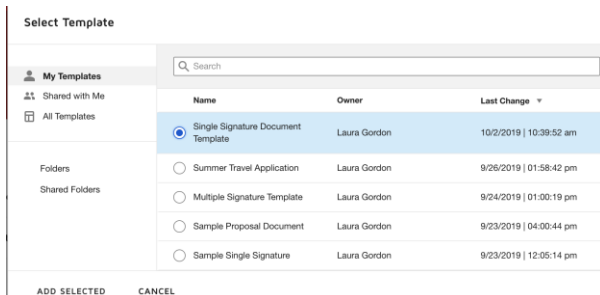 Select Template
My Templates
Shared with Me
All Templates
Folders
Shared Folders
Search
Name Owner Last Change ▼
Single Signature Document
Template Laura Gordon 10/2/2019 | 10:39:52 am
Summer Travel Application Laura Gordon 9/26/2019 | 01:58:42 pm
Multiple Signature Template Laura Gordon 9/24/2019 | 01:00:19 pm
Sample Proposal Document Laura Gordon 9/23/2019 | 04:00:44 pm
Sample Single Signature Laura Gordon 9/23/2019 | 12:05:14 pm
ADD SELECTED CANCEL